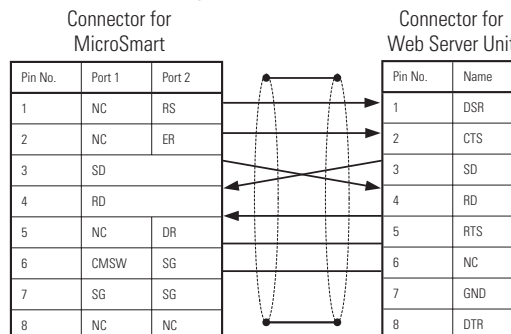 Connector for
MicroSmart
Pin No. Port 1 Port 2
1 NC RS
2 NC ER
3 SD
4 RD
5 NC DR
6 CMSW SG
7 SG SG
8 NC NC
Connector for
Web Server Unit
Pin No. Name
1 DSR
2 CTS
3 SD
4 RD
5 RTS
6 NC
7 GND
8 DTR